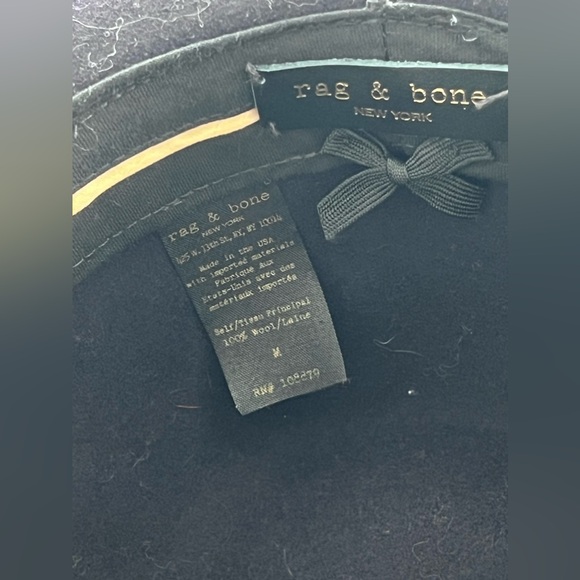 rag & bone
NEW YORK
rag & bone
NEW YORK
425 W. 13th St, NY, NY 10014
Made in the USA
with imported materials
Fabriqué Aux
Etats-Unis avec des
matériaux importés
Self/Tissu Principal
100% Wool/Laine
M
RN# 108879